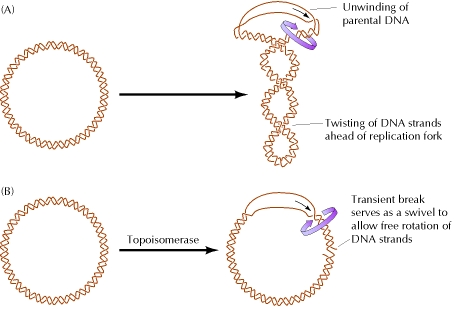 (A)
Unwinding of
parental DNA
Twisting of DNA strands
ahead of replication fork
(B)
Topoisomerase
Transient break
serves as a swivel to
allow free rotation of
DNA strands